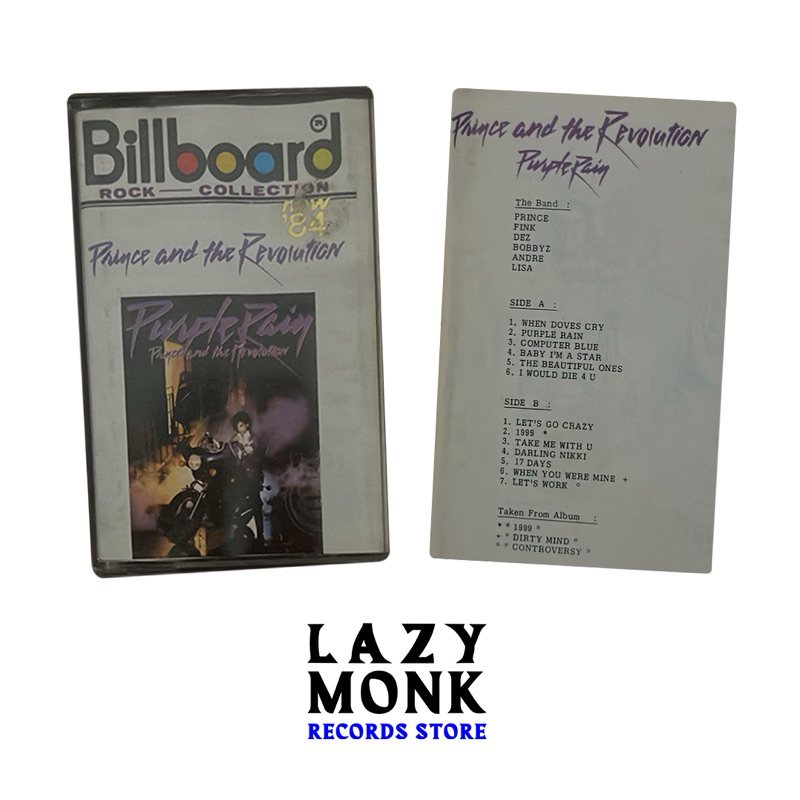 Billboard®
ROCK — COLLECTION
new
'84
Prince and the Revolution
Purple Rain
Prince and the Revolution
Prince and the Revolution
Purple Rain
The Band :
PRINCE
FINK
DEZ
BOBBYZ
ANDRE
LISA
SIDE A :
1. WHEN DOVES CRY
2. PURPLE RAIN
3. COMPUTER BLUE
4. BABY I'M A STAR
5. THE BEAUTIFUL ONES
6. I WOULD DIE 4 U
SIDE B :
1. LET'S GO CRAZY
2. 1999 *
3. TAKE ME WITH U
4. DARLING NIKKI
5. 17 DAYS
6. WHEN YOU WERE MINE +
7. LET'S WORK °
Taken From Album :
* " 1999 "
+ " DIRTY MIND "
° " CONTROVERSY "
LAZY
MONK
RECORDS STORE